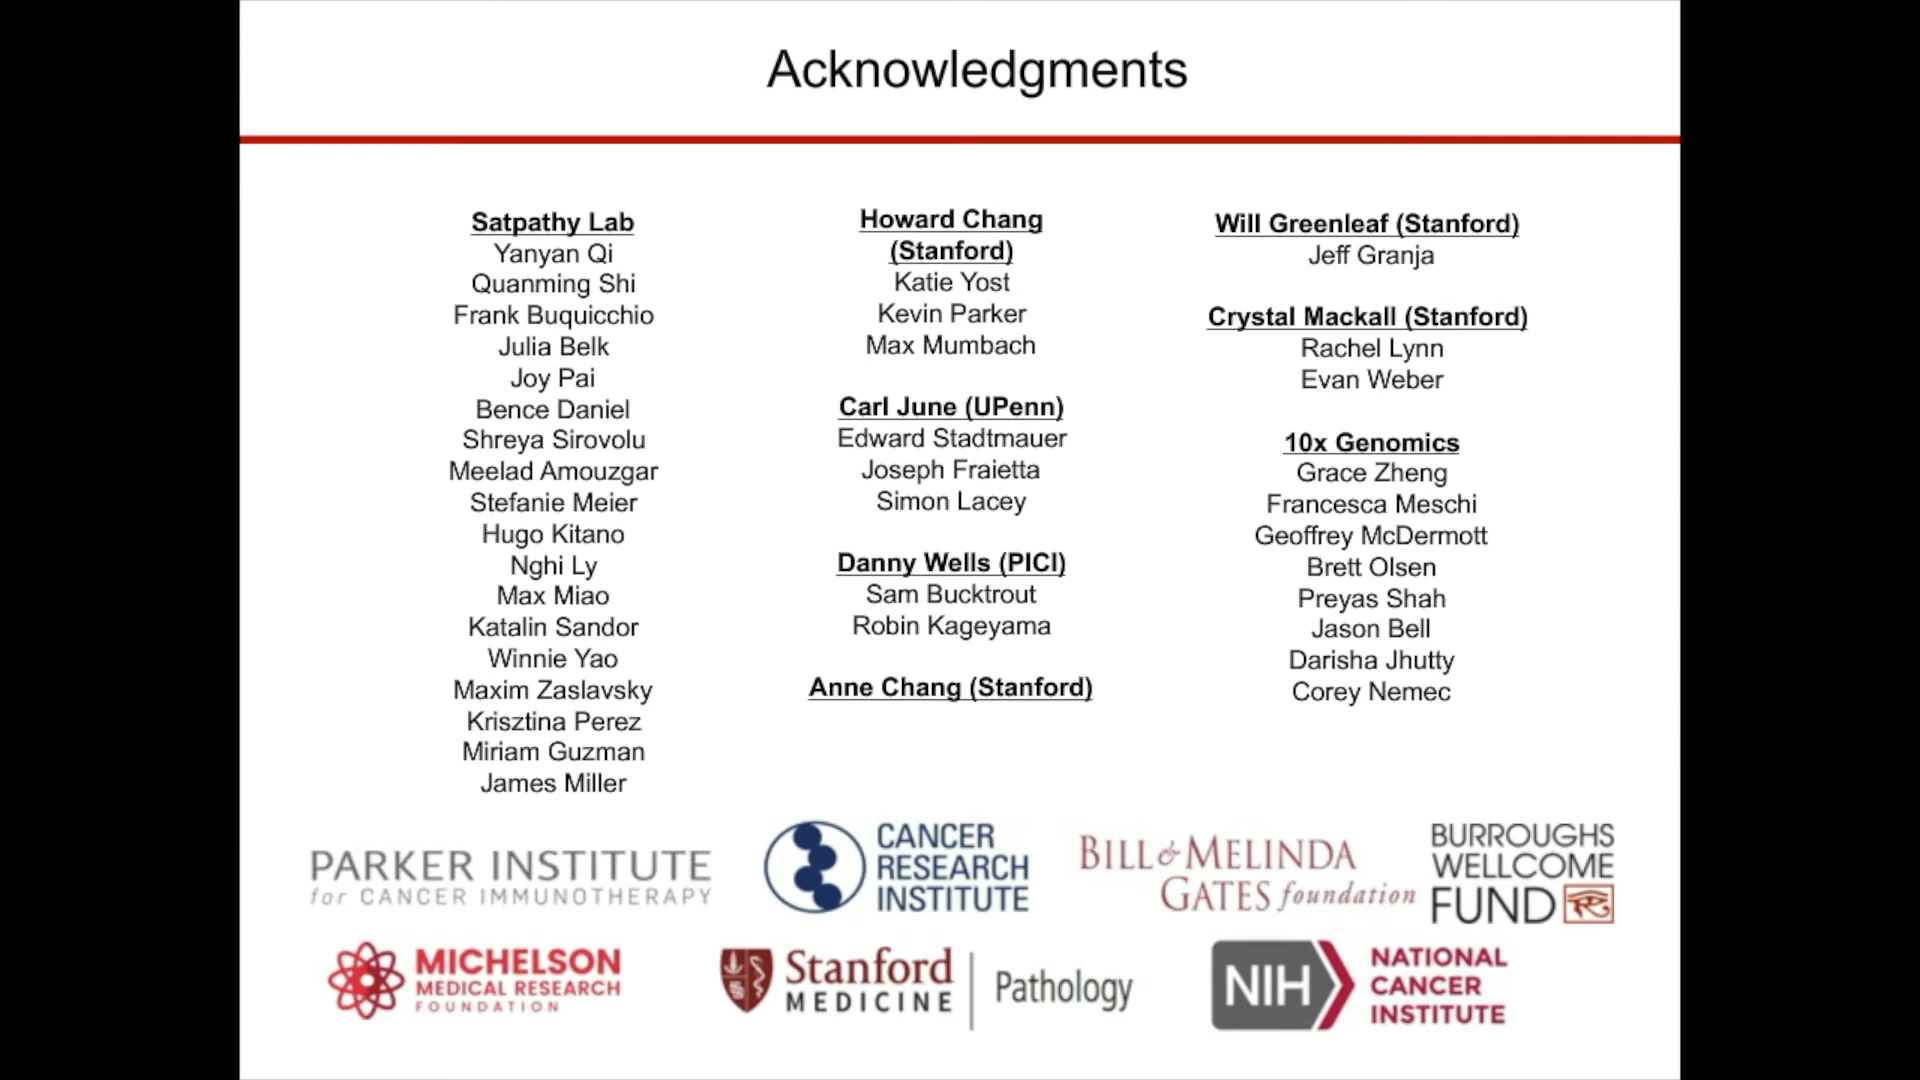 Acknowledgments
Satpathy Lab
Yanyan Qi
Quanming Shi
Frank Buquicchio
Julia Belk
Joy Pai
Bence Daniel
Shreya Sirovolu
Meelad Amouzgar
Stefanie Meier
Hugo Kitano
Nghi Ly
Max Miao
Katalin Sandor
Winnie Yao
Maxim Zaslavsky
Krisztina Perez
Miriam Guzman
James Miller
Howard Chang
(Stanford)
Katie Yost
Kevin Parker
Max Mumbach
Carl June (UPenn)
Edward Stadtmauer
Joseph Fraietta
Simon Lacey
Danny Wells (PICI)
Sam Bucktrout
Robin Kageyama
Anne Chang (Stanford)
Will Greenleaf (Stanford)
Jeff Granja
Crystal Mackall (Stanford)
Rachel Lynn
Evan Weber
10x Genomics
Grace Zheng
Francesca Meschi
Geoffrey McDermott
Brett Olsen
Preyas Shah
Jason Bell
Darisha Jhutty
Corey Nemec
PARKER INSTITUTE
for CANCER IMMUNOTHERAPY
CANCER
RESEARCH
INSTITUTE
BILL & MELINDA
GATES foundation
BURROUGHS
WELLCOME
FUND
MICHELSON
MEDICAL RESEARCH
FOUNDATION
Stanford
MEDICINE
Pathology
NIH
NATIONAL
CANCER
INSTITUTE